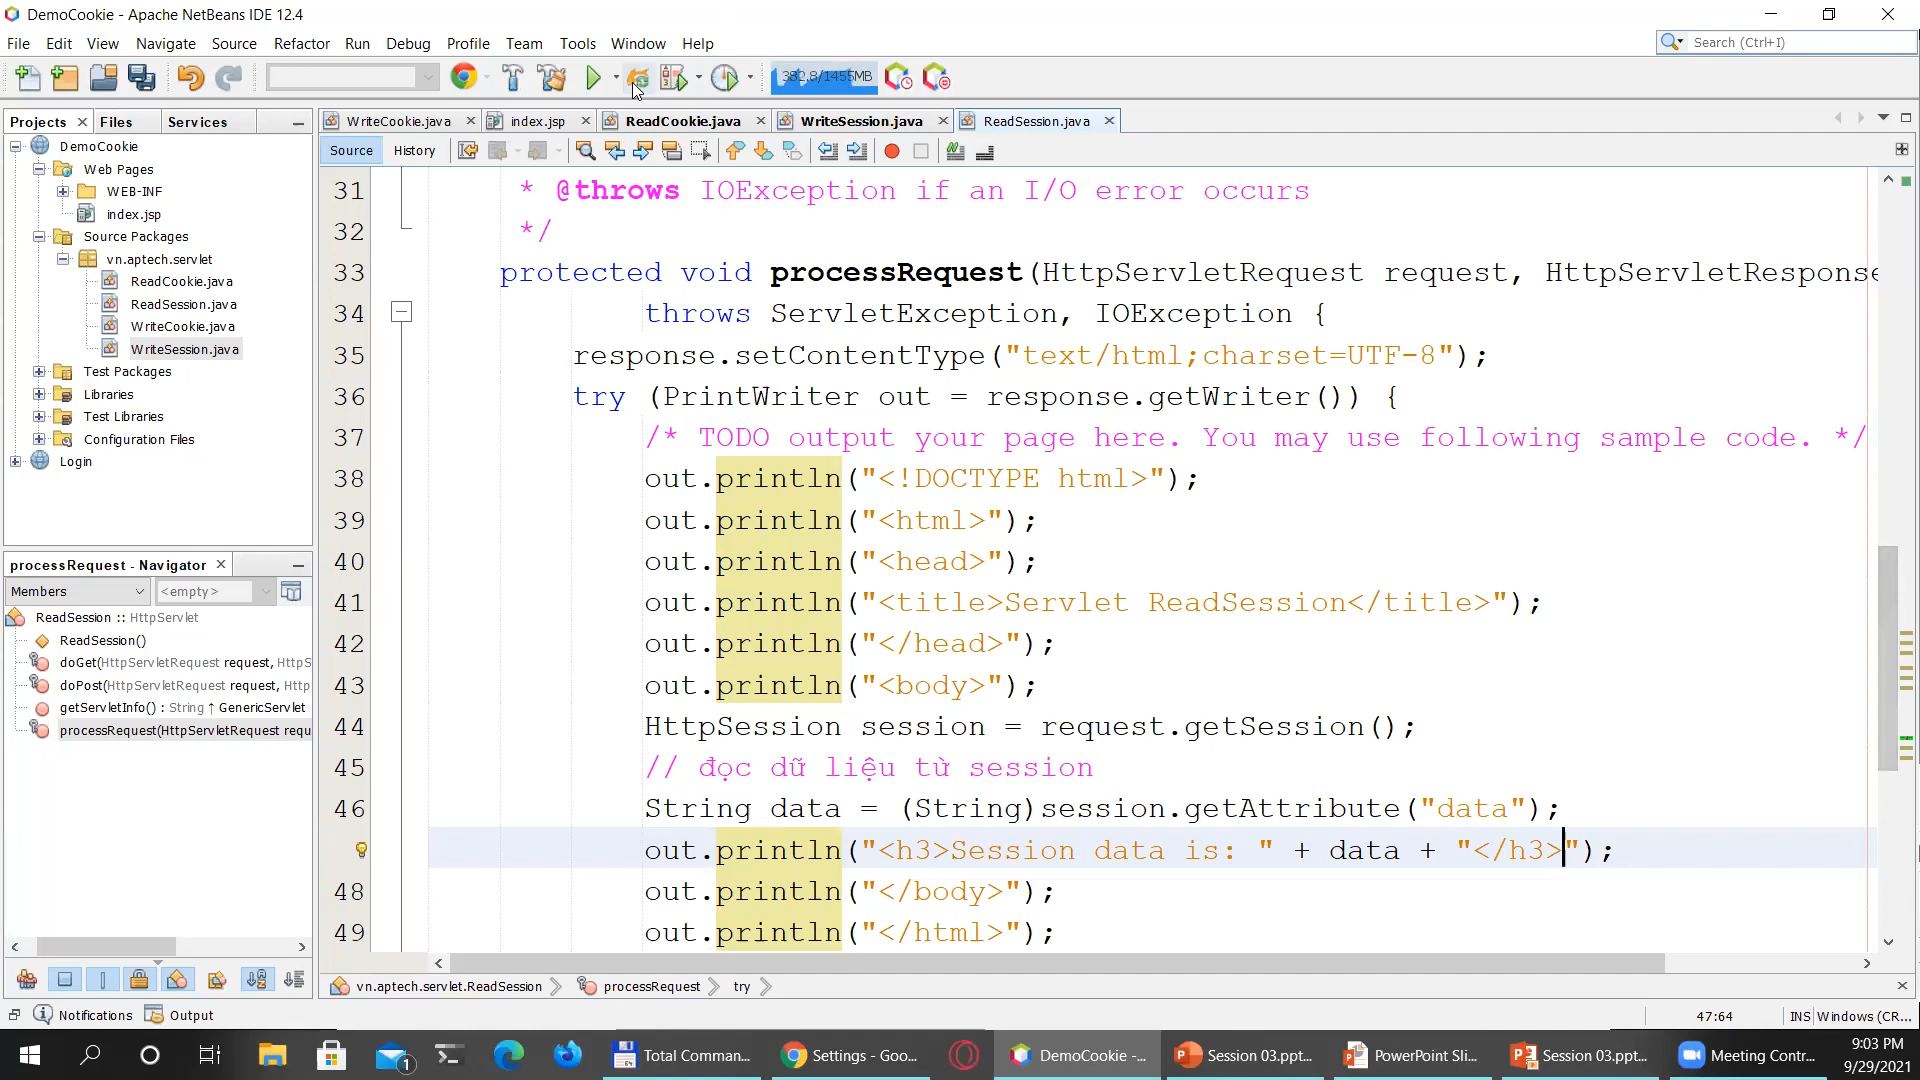 DemoCookie - Apache NetBeans IDE 12.4
File Edit View Navigate Source Refactor Run Debug Profile Team Tools Window Help
Search (Ctrl+I)
382.8/1455MB
Projects Files Services
WriteCookie.java index.jsp ReadCookie.java WriteSession.java ReadSession.java
Source History
DemoCookie
Web Pages
WEB-INF
index.jsp
Source Packages
vn.aptech.servlet
ReadCookie.java
ReadSession.java
WriteCookie.java
WriteSession.java
Test Packages
Libraries
Test Libraries
Configuration Files
Login
processRequest - Navigator
Members <empty>
ReadSession :: HttpServlet
ReadSession()
doGet(HttpServletRequest request, HttpS
doPost(HttpServletRequest request, Http
getServletInfo() : String ↑ GenericServlet
processRequest(HttpServletRequest requ
31 * @throws IOException if an I/O error occurs
32 */
33 protected void processRequest(HttpServletRequest request, HttpServletResponse
34 throws ServletException, IOException {
35 response.setContentType("text/html;charset=UTF-8");
36 try (PrintWriter out = response.getWriter()) {
37 /* TODO output your page here. You may use following sample code. */
38 out.println("<!DOCTYPE html>");
39 out.println("<html>");
40 out.println("<head>");
41 out.println("<title>Servlet ReadSession</title>");
42 out.println("</head>");
43 out.println("<body>");
44 HttpSession session = request.getSession();
45 // đọc dữ liệu từ session
46 String data = (String)session.getAttribute("data");
out.println("<h3>Session data is: " + data + "</h3>");
48 out.println("</body>");
49 out.println("</html>");
vn.aptech.servlet.ReadSession processRequest try
Notifications Output
47:64 INS Windows (CR...
1 Total Comman... Settings - Goo... DemoCookie -... Session 03.ppt... PowerPoint Sli... Session 03.ppt... Meeting Contr...
9:03 PM
9/29/2021